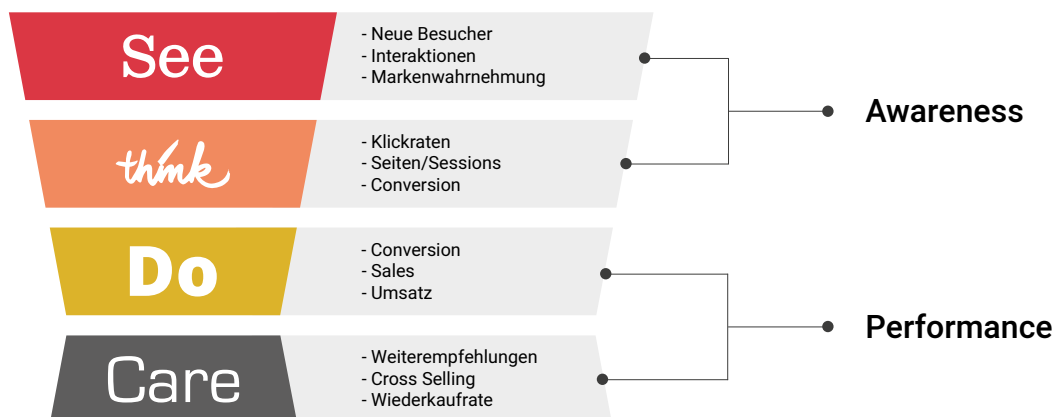 See
- Neue Besucher
- Interaktionen
- Markenwahrnehmung
Awareness
think
- Klickraten
- Seiten/Sessions
- Conversion
Do
- Conversion
- Sales
- Umsatz
Performance
Care
- Weiterempfehlungen
- Cross Selling
- Wiederkaufrate